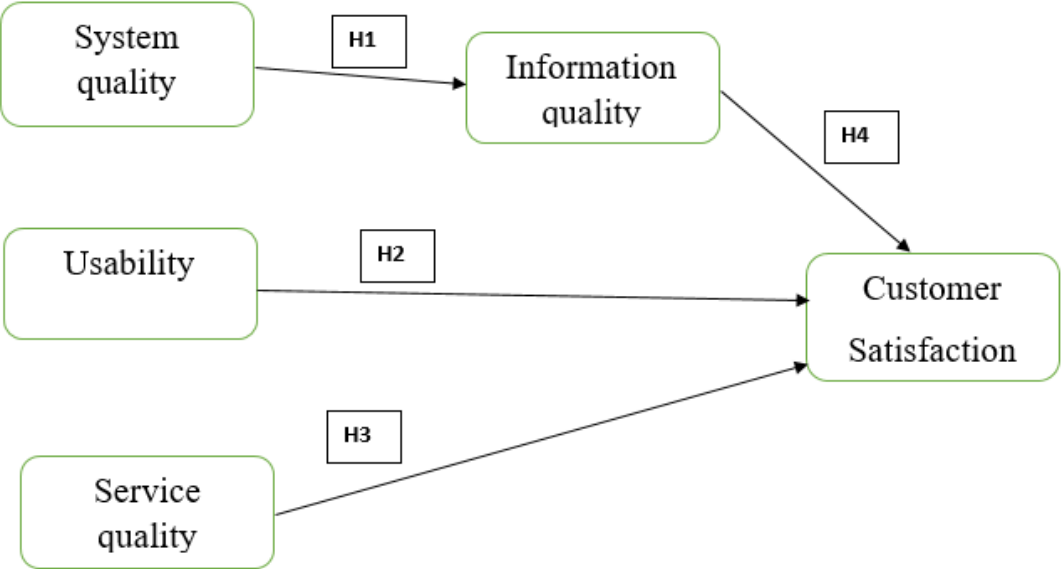 System
quality
H1
Information
quality
H4
Usability
H2
Customer
Satisfaction
H3
Service
quality